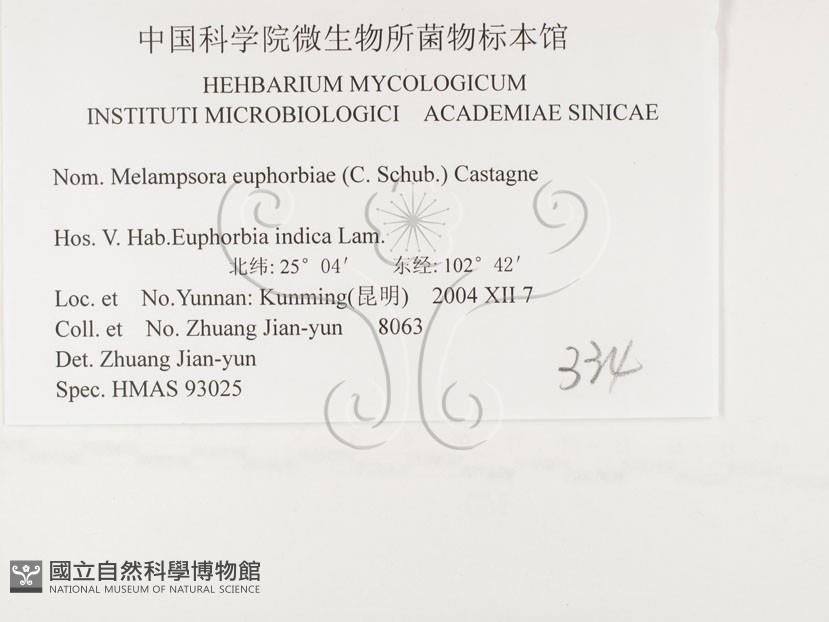 中国科学院微生物所菌物标本馆
HEHBARIUM MYCOLOGICUM
INSTITUTI MICROBIOLOGICI ACADEMIAE SINICAE
Nom. Melampsora euphorbiae (C. Schub.) Castagne
Hos. V. Hab.Euphorbia indica Lam.
北纬: 25° 04′ 东经: 102° 42′
Loc. et No.Yunnan: Kunming(昆明) 2004 XII 7
Coll. et No. Zhuang Jian-yun 8063
Det. Zhuang Jian-yun
Spec. HMAS 93025
334
國立自然科學博物館
NATIONAL MUSEUM OF NATURAL SCIENCE